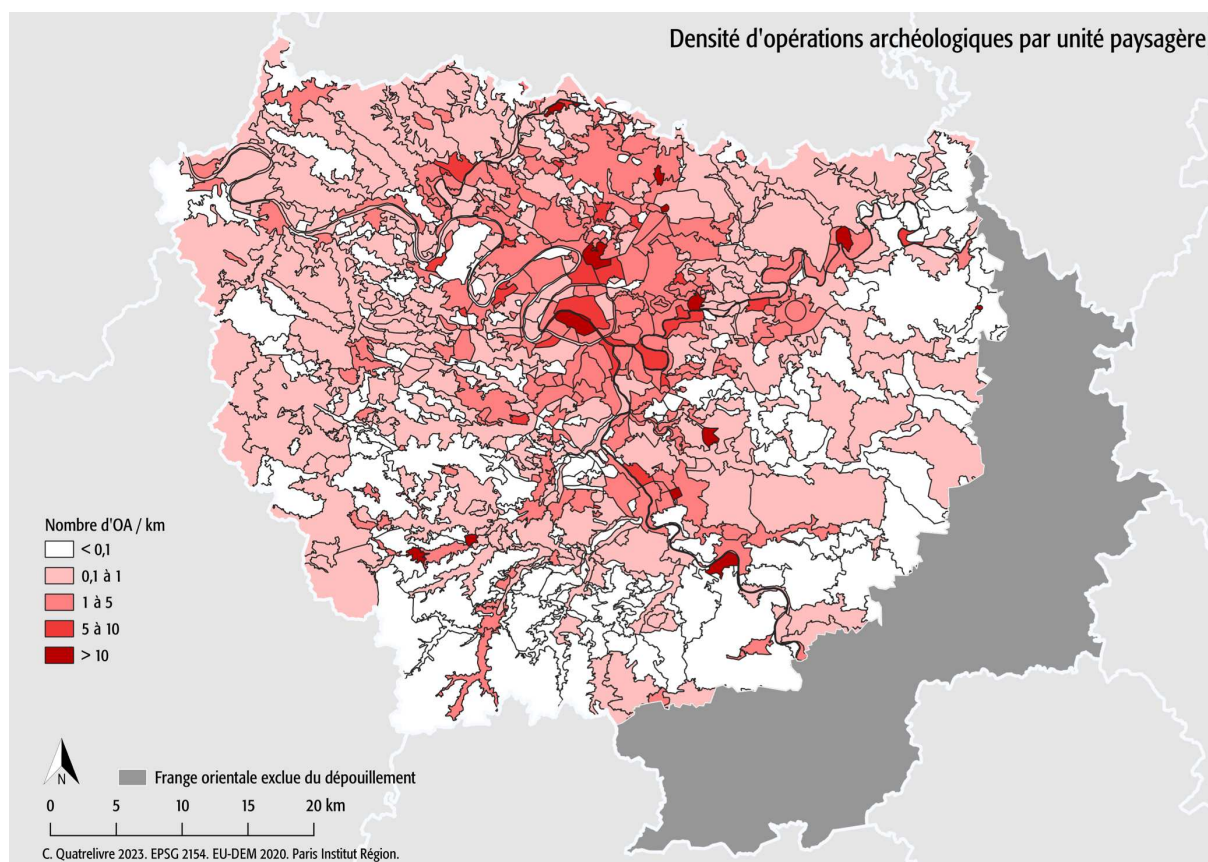 Densité d'opérations archéologiques par unité paysagère
Nombre d'OA / km
< 0,1
0,1 à 1
1 à 5
5 à 10
> 10
N
Frange orientale exclue du dépouillement
0 5 10 15 20 km
C. Quatrelivre 2023. EPSG 2154. EU-DEM 2020. Paris Institut Région.